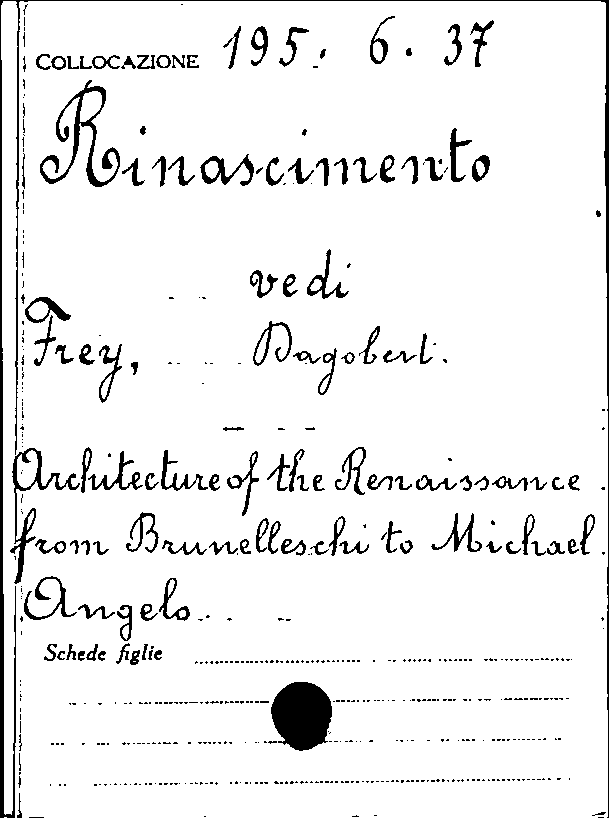 COLLOCAZIONE 195. 6. 37
Rinascimento
vedi
Frey, Dagobert.
Architecture of the Renaissance
from Brunelleschi to Michael
Angelo.
Schede figlie